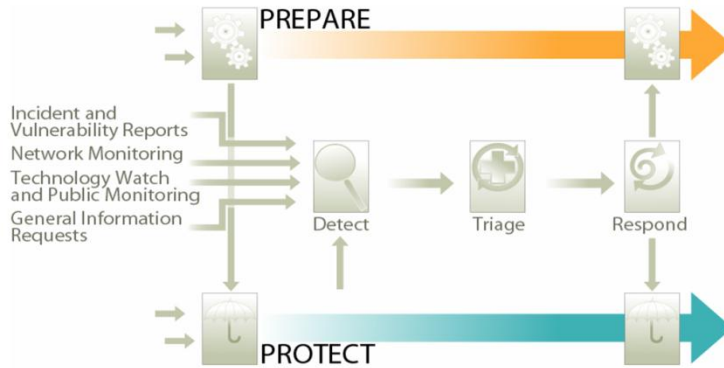 PREPARE
Incident and
Vulnerability Reports
Network Monitoring
Technology Watch
and Public Monitoring
General Information
Requests
Detect
Triage
Respond
PROTECT